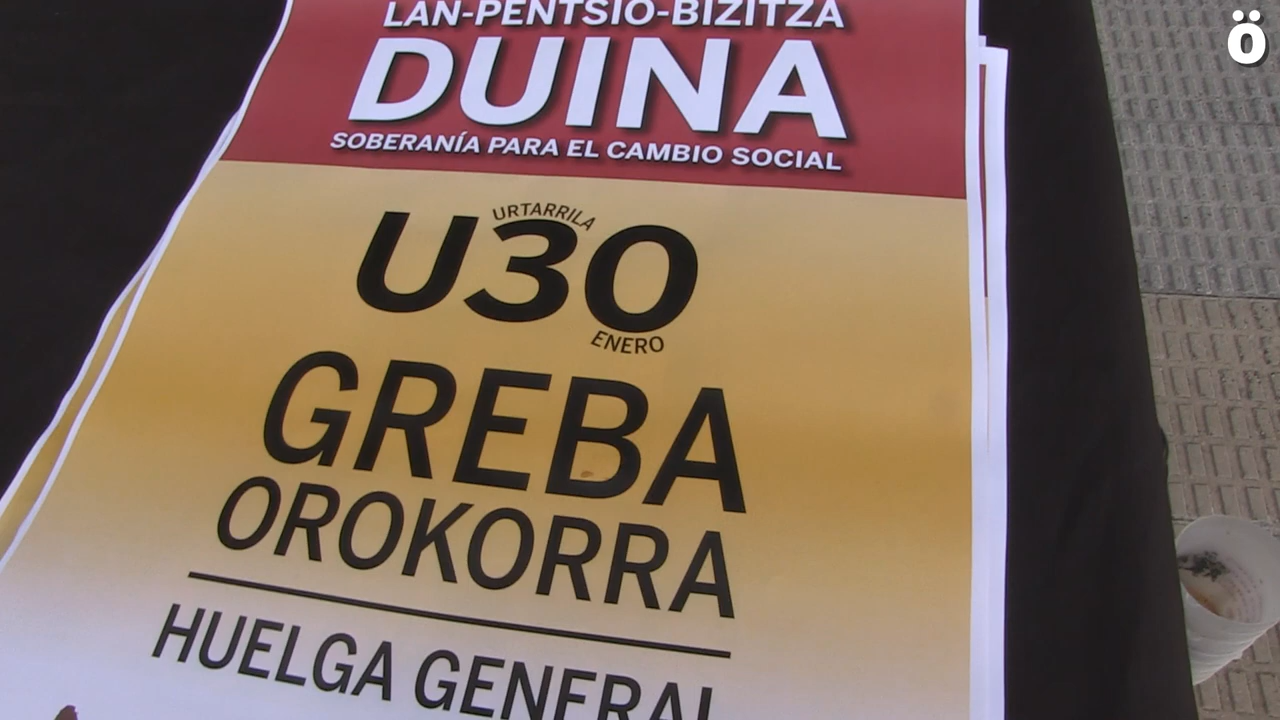 ö
LAN-PENTSIO-BIZITZA
DUINA
SOBERANÍA PARA EL CAMBIO SOCIAL
URTARRILA
U30
ENERO
GREBA
OROKORRA
HUELGA GENERAL